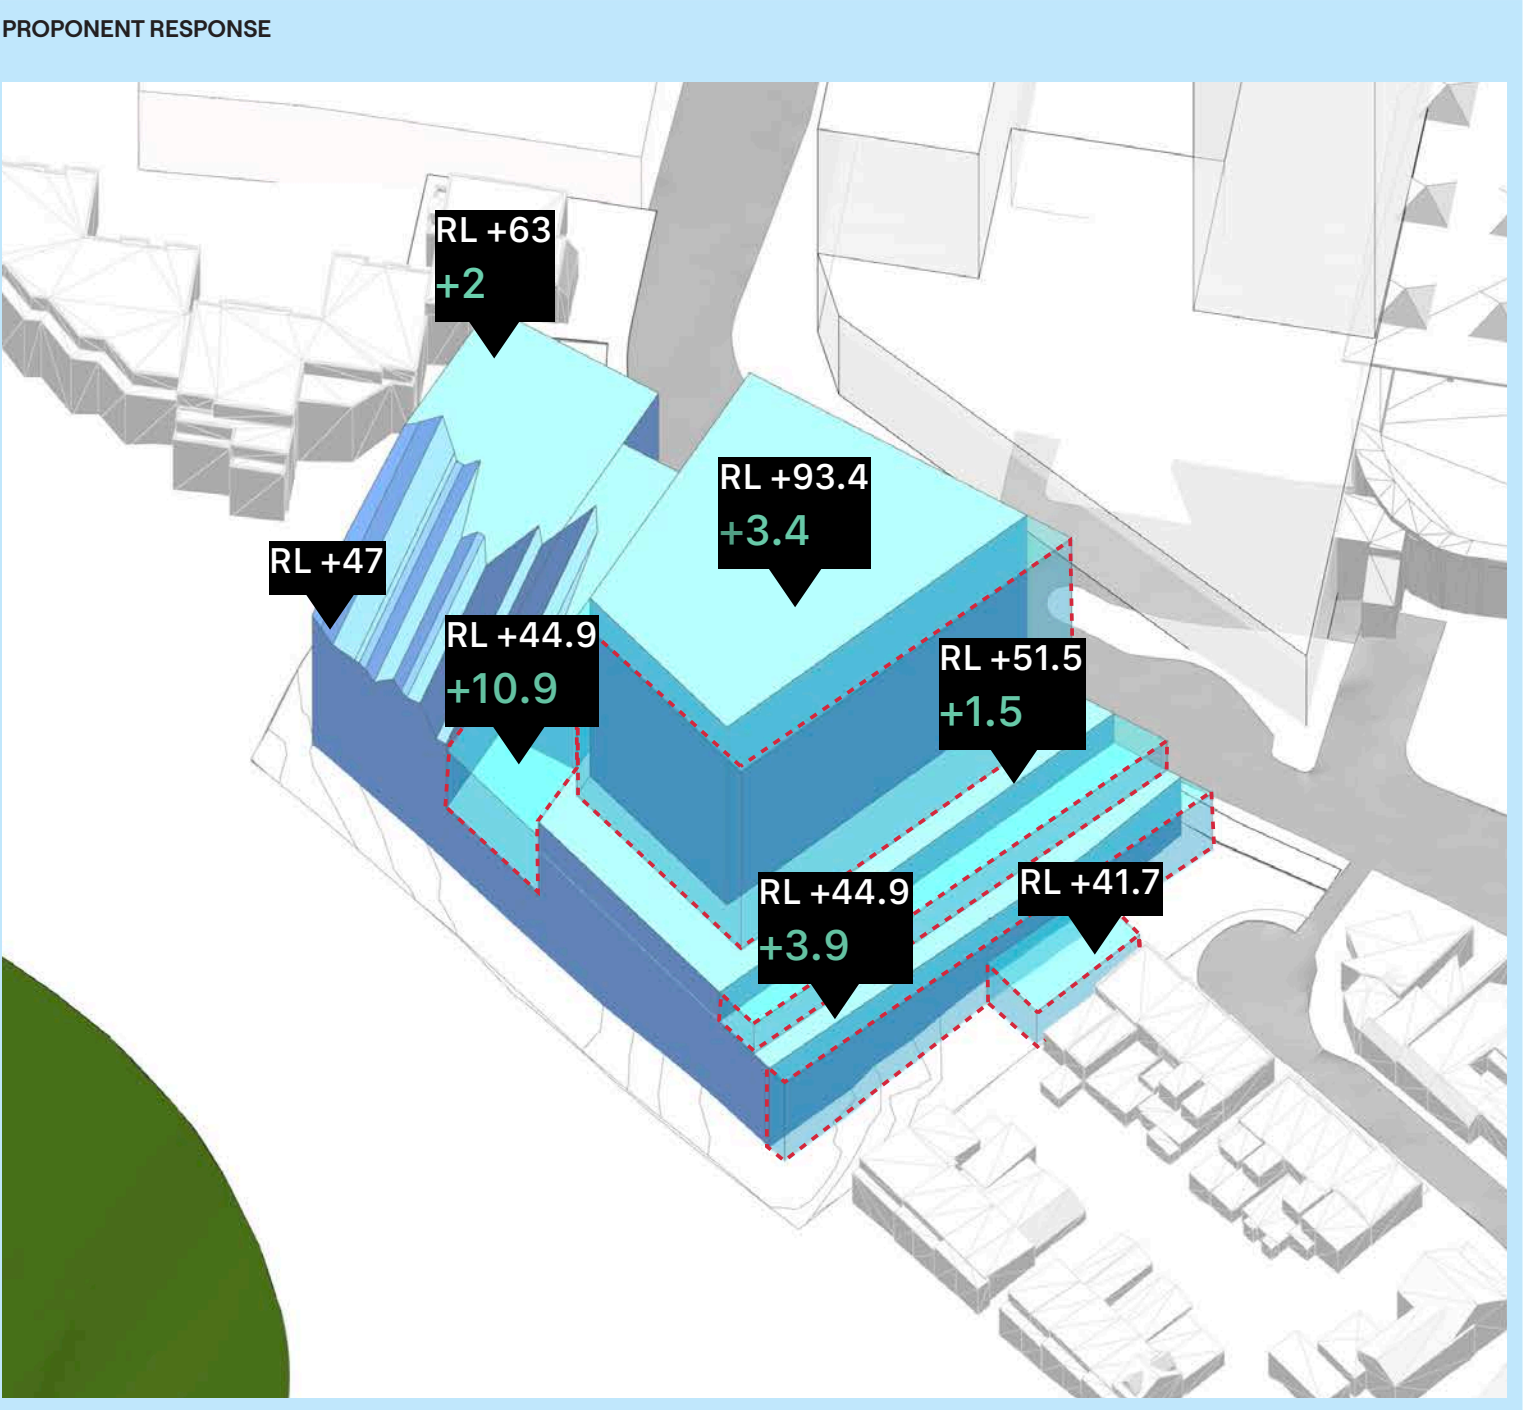 PROPONENT RESPONSE
RL +63
+2
RL +93.4
+3.4
RL +47
RL +44.9
+10.9
RL +51.5
+1.5
RL +44.9
+3.9
RL +41.7